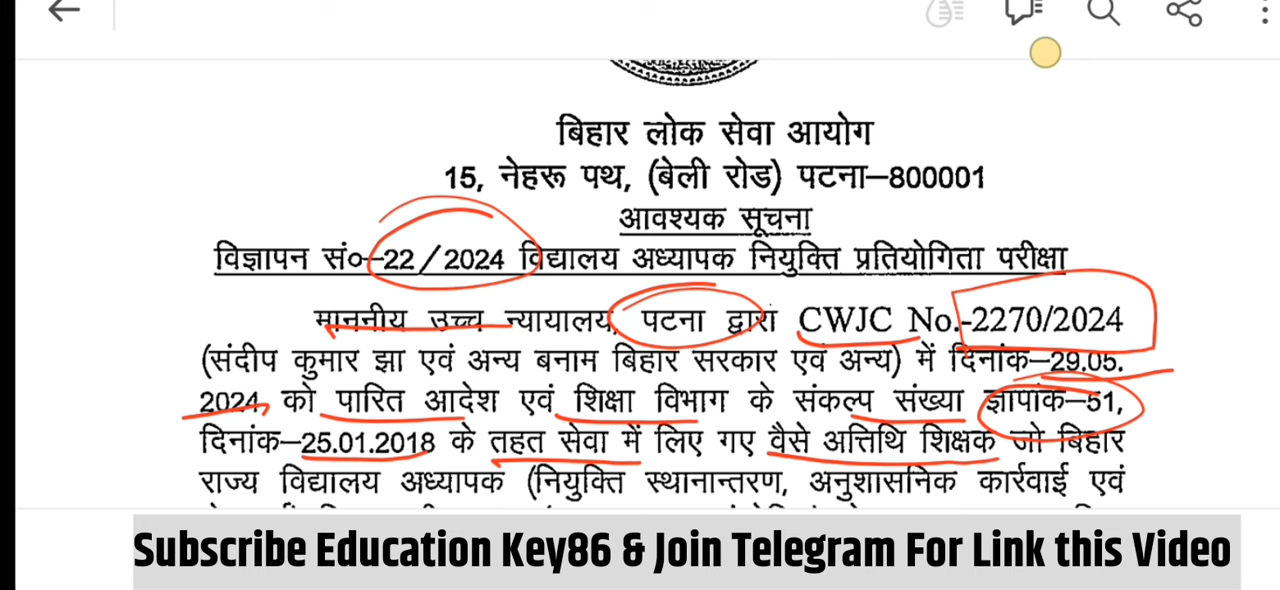 बिहार लोक सेवा आयोग
15, नेहरू पथ, (बेली रोड) पटना–800001
आवश्यक सूचना
विज्ञापन सं०–22/2024 विद्यालय अध्यापक नियुक्ति प्रतियोगिता परीक्षा
माननीय उच्च न्यायालय, पटना द्वारा CWJC No.-2270/2024
(संदीप कुमार झा एवं अन्य बनाम बिहार सरकार एवं अन्य) में दिनांक–29.05.
2024 को पारित आदेश एवं शिक्षा विभाग के संकल्प संख्या ज्ञापांक–51,
दिनांक–25.01.2018 के तहत सेवा में लिए गए वैसे अत्तिथि शिक्षक जो बिहार
राज्य विद्यालय अध्यापक (नियुक्ति स्थानान्तरण, अनुशासनिक कार्रवाई एवं
Subscribe Education Key86 & Join Telegram For Link this Video